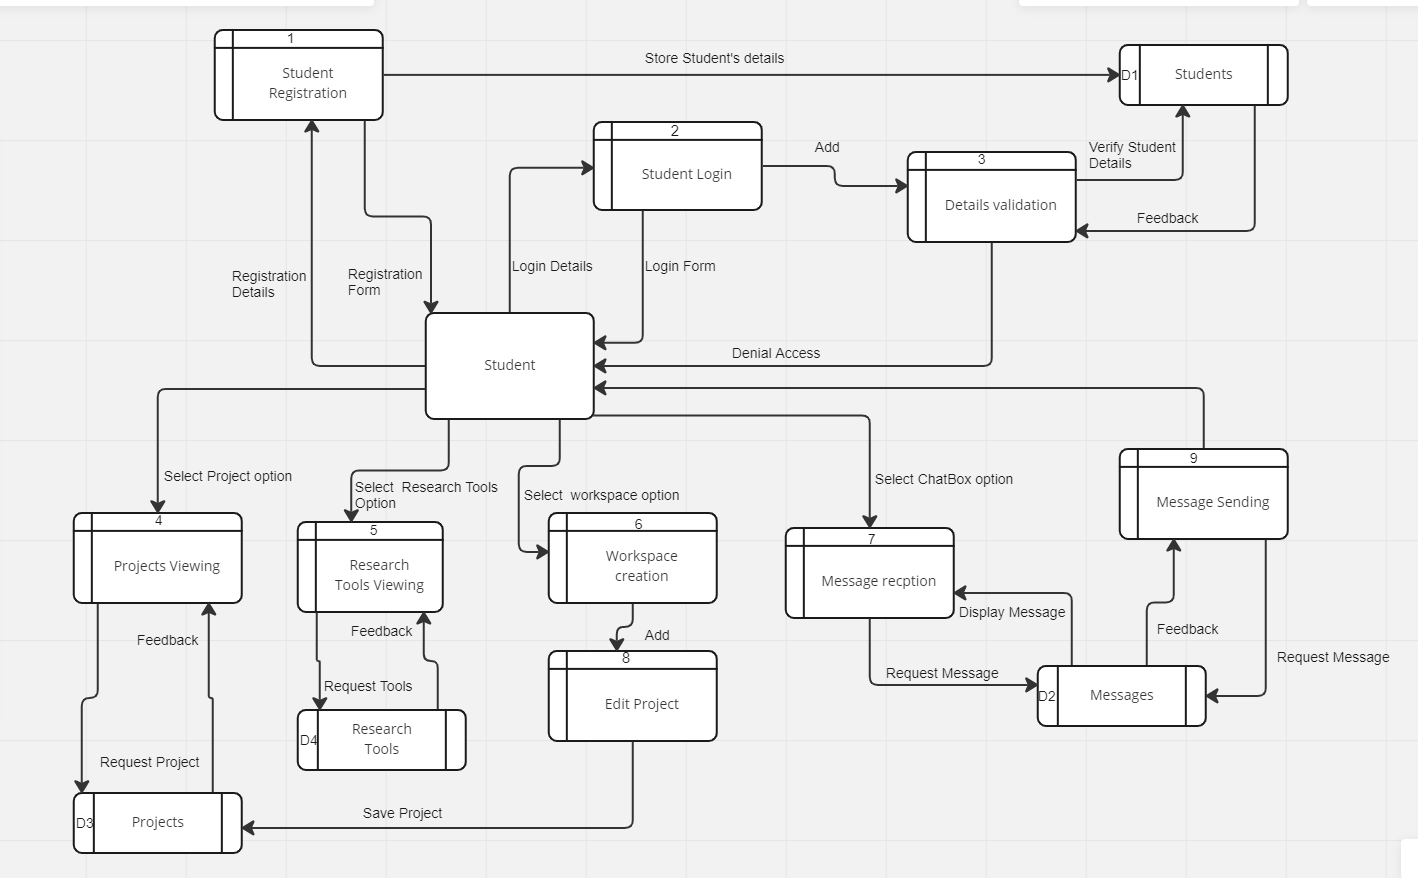 1
Student
Registration
Store Student's details
D1
Students
2
Student Login
Add
3
Details validation
Verify Student
Details
Feedback
Registration
Details
Registration
Form
Login Details
Login Form
Student
Denial Access
Select Project option
Select  Research Tools
Option
Select  workspace option
Select ChatBox option
9
Message Sending
4
Projects Viewing
5
Research
Tools Viewing
6
Workspace
creation
7
Message recption
Display Message
Feedback
Feedback
Feedback
Add
Request Message
8
Edit Project
Request Message
D2
Messages
Request Tools
D4
Research
Tools
Request Project
D3
Projects
Save Project